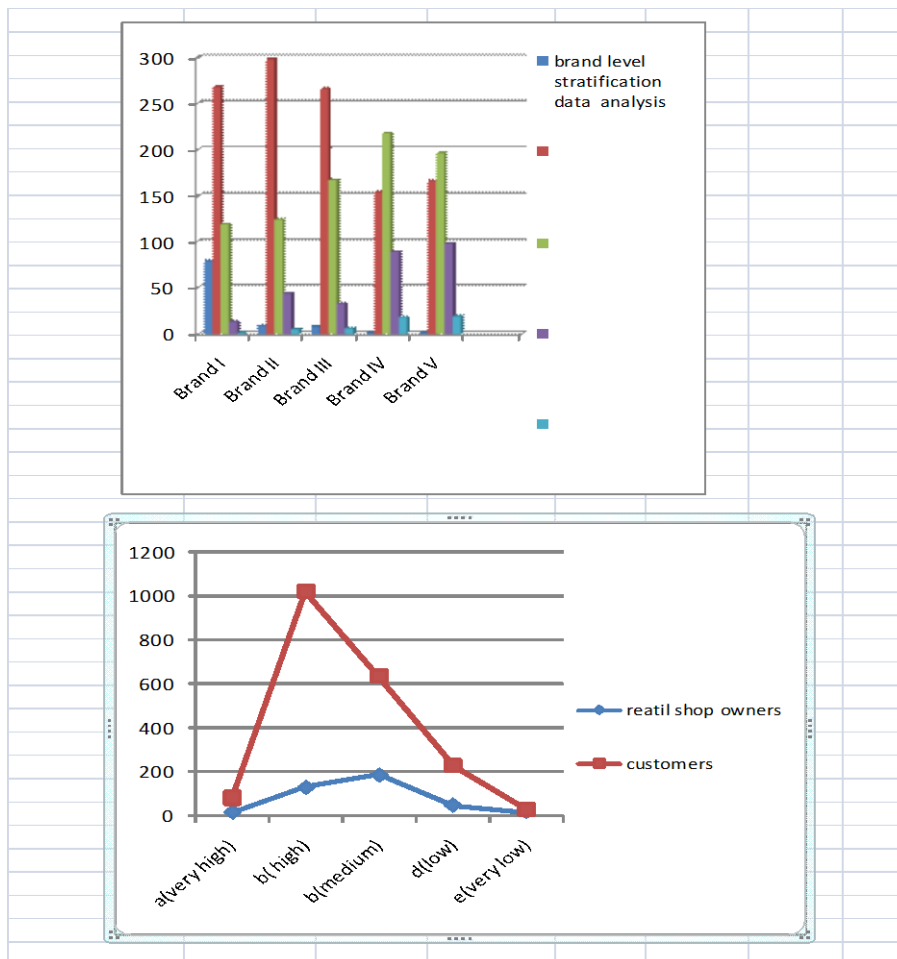 300
250
200
150
100
50
0
Brand I
Brand II
Brand III
Brand IV
Brand V
brand level
stratification
data analysis
1200
1000
800
600
400
200
0
a(very high)
b( high)
b(medium)
d(low)
e(very low)
reatil shop owners
customers